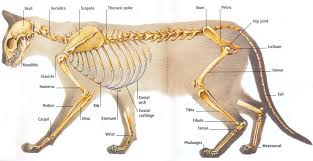 Skull
Vertebra
Scapula
Thoracic spike
Ilium
Pelvis
Hip joint
Mandible
Clavicle
Humerus
Radius
Carpal
Rib
Ulna
Sternum
Wrist
Costal arch
Costal cartilage
Ischium
Femur
Tail
Tibia
Fibula
Tarsus
Phalanges
Metatarsal